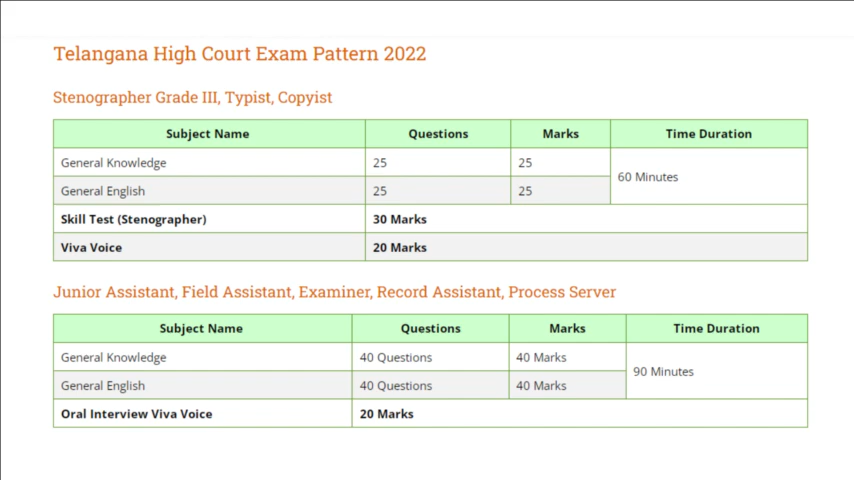 Telangana High Court Exam Pattern 2022
Stenographer Grade III, Typist, Copyist
Subject Name Questions Marks Time Duration
General Knowledge 25 25 60 Minutes
General English 25 25
Skill Test (Stenographer) 30 Marks
Viva Voice 20 Marks
Junior Assistant, Field Assistant, Examiner, Record Assistant, Process Server
Subject Name Questions Marks Time Duration
General Knowledge 40 Questions 40 Marks 90 Minutes
General English 40 Questions 40 Marks
Oral Interview Viva Voice 20 Marks